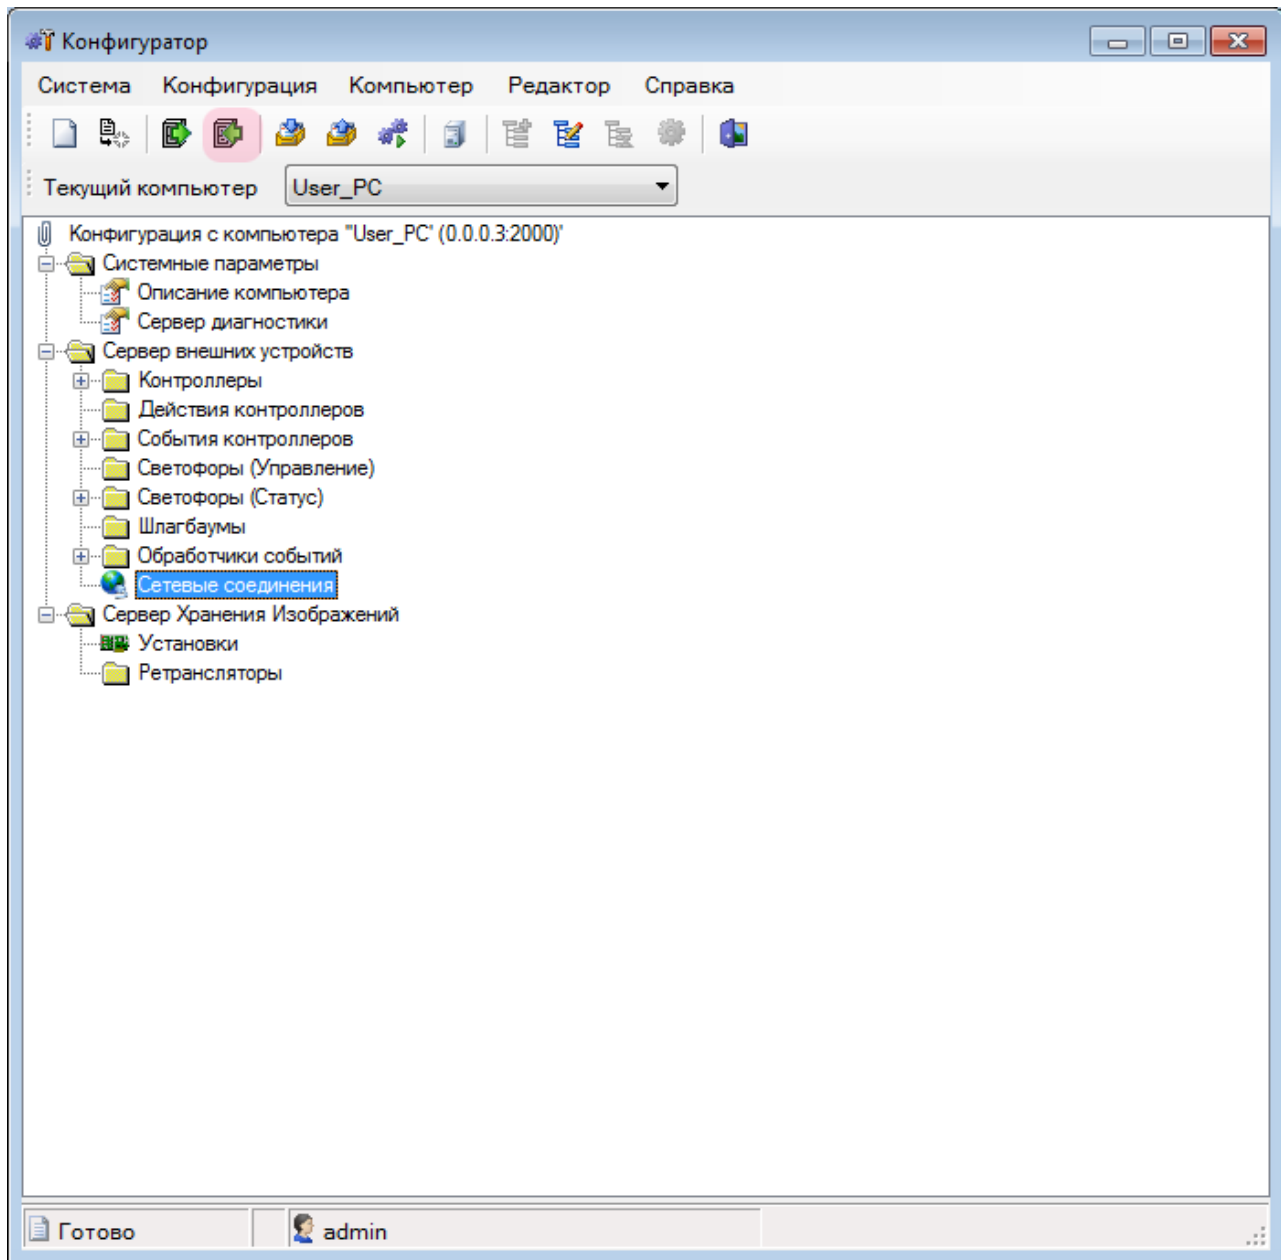 Конфигуратор
Система Конфигурация Компьютер Редактор Справка
Текущий компьютер User_PC
Конфигурация с компьютера "User_PC" (0.0.0.3:2000)'
Системные параметры
Описание компьютера
Сервер диагностики
Сервер внешних устройств
Контроллеры
Действия контроллеров
События контроллеров
Светофоры (Управление)
Светофоры (Статус)
Шлагбаумы
Обработчики событий
Сетевые соединения
Сервер Хранения Изображений
Установки
Ретрансляторы
Готово admin